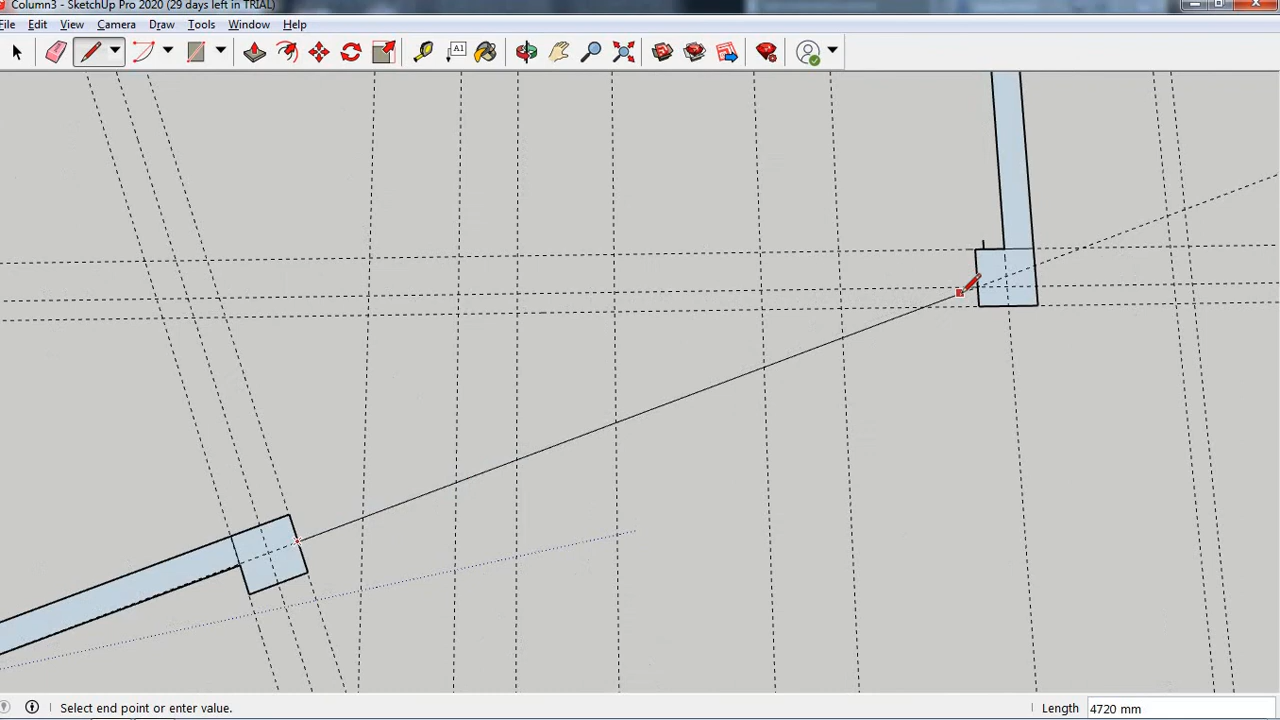 Column3 - SketchUp Pro 2020 (29 days left in TRIAL)
File Edit View Camera Draw Tools Window Help
A1
Select end point or enter value. Length 4720 mm